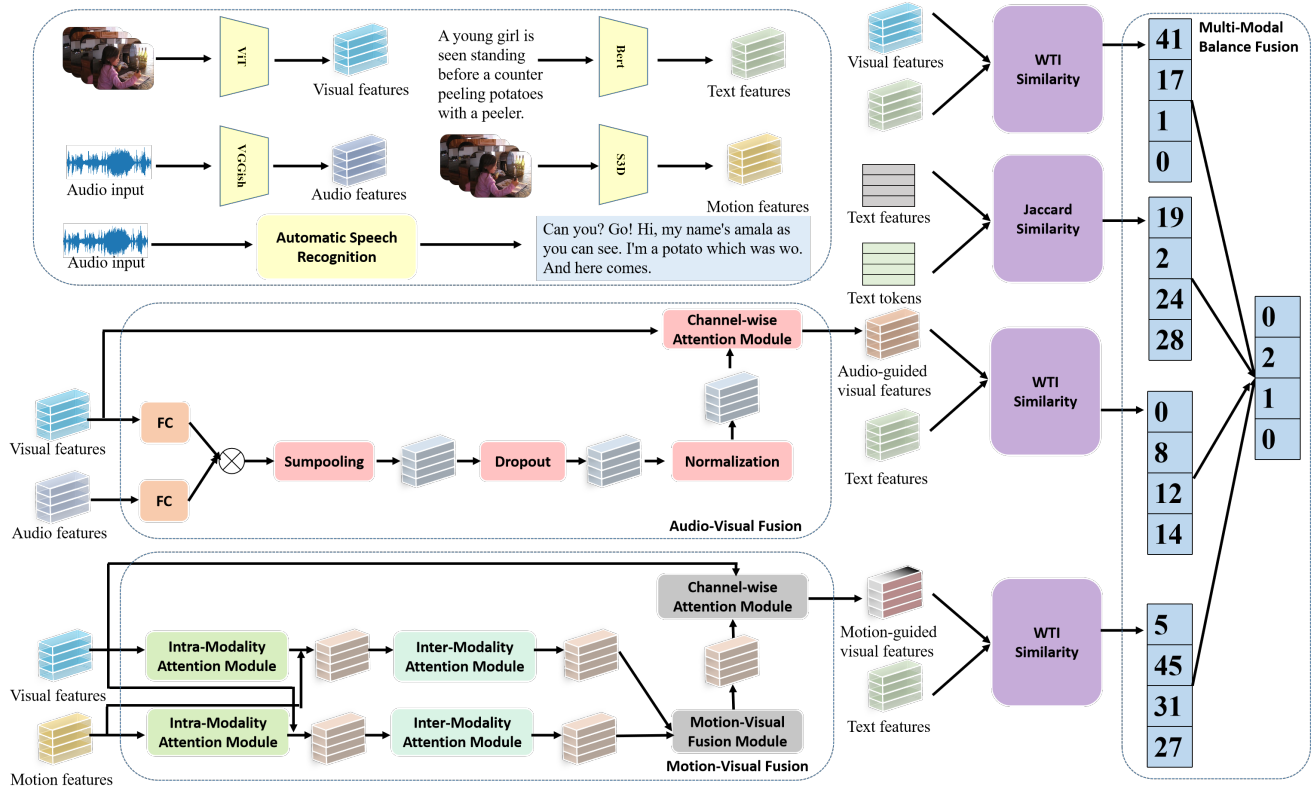 ViT
Visual features
A young girl is
seen standing
before a counter
peeling potatoes
with a peeler.
Bert
Text features
Audio input
VGGish
Audio features
S3D
Motion features
Audio input
Automatic Speech
Recognition
Can you? Go! Hi, my name's amala as
you can see. I'm a potato which was wo.
And here comes.
Visual features
FC
Audio features
FC
Sumpooling
Dropout
Normalization
Channel-wise
Attention Module
Audio-Visual Fusion
Visual features
Motion features
Intra-Modality
Attention Module
Intra-Modality
Attention Module
Inter-Modality
Attention Module
Inter-Modality
Attention Module
Channel-wise
Attention Module
Motion-Visual
Fusion Module
Motion-Visual Fusion
Visual features
WTI
Similarity
Text features
Text tokens
Jaccard
Similarity
Audio-guided
visual features
Text features
WTI
Similarity
Motion-guided
visual features
Text features
WTI
Similarity
Multi-Modal
Balance Fusion
41
17
1
0
19
2
24
28
0
8
12
14
5
45
31
27
0
2
1
0